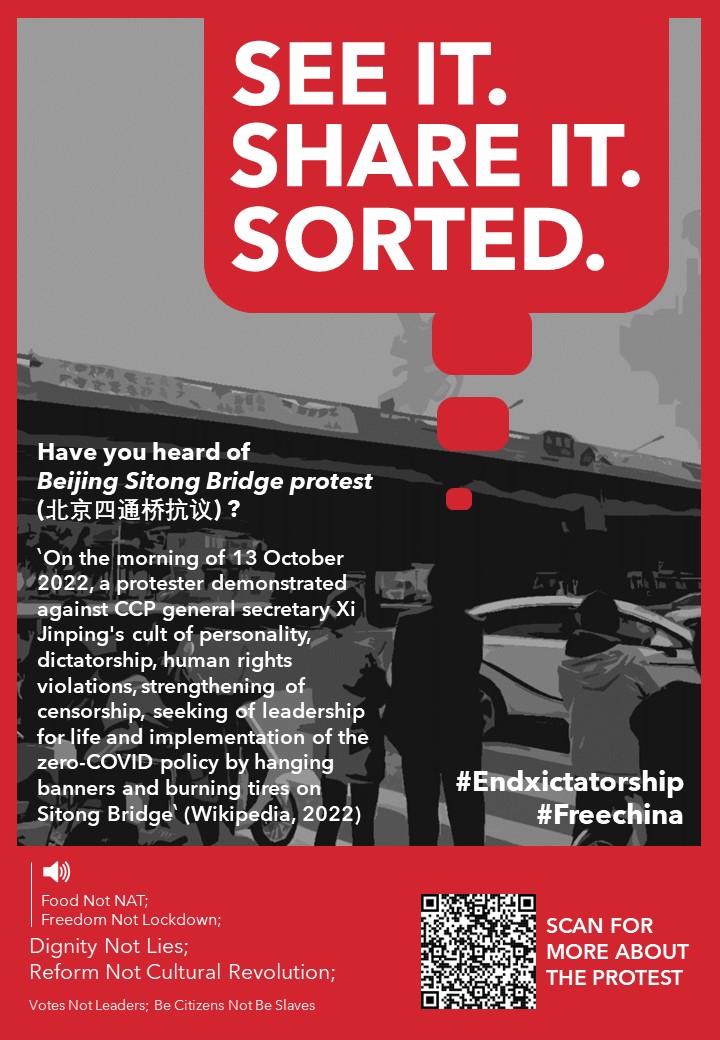 SEE IT.
SHARE IT.
SORTED.
Have you heard of
Beijing Sitong Bridge protest
(北京四通桥抗议) ?
‵On the morning of 13 October
2022, a protester demonstrated
against CCP general secretary Xi
Jinping's cult of personality,
dictatorship, human rights
violations, strengthening of
censorship, seeking of leadership
for life and implementation of the
zero-COVID policy by hanging
banners and burning tires on
Sitong Bridge‵ (Wikipedia, 2022)
#Endxictatorship
#Freechina
Food Not NAT;
Freedom Not Lockdown;
Dignity Not Lies;
Reform Not Cultural Revolution;
Votes Not Leaders; Be Citizens Not Be Slaves
SCAN FOR
MORE ABOUT
THE PROTEST